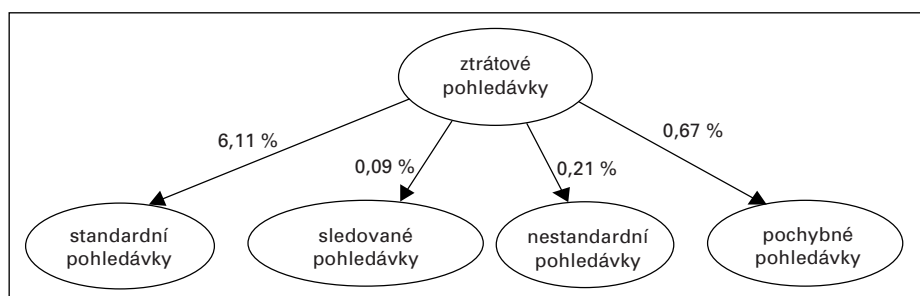 ztrátové
pohledávky
6,11 %
0,09 %
0,21 %
0,67 %
standardní
pohledávky
sledované
pohledávky
nestandardní
pohledávky
pochybné
pohledávky